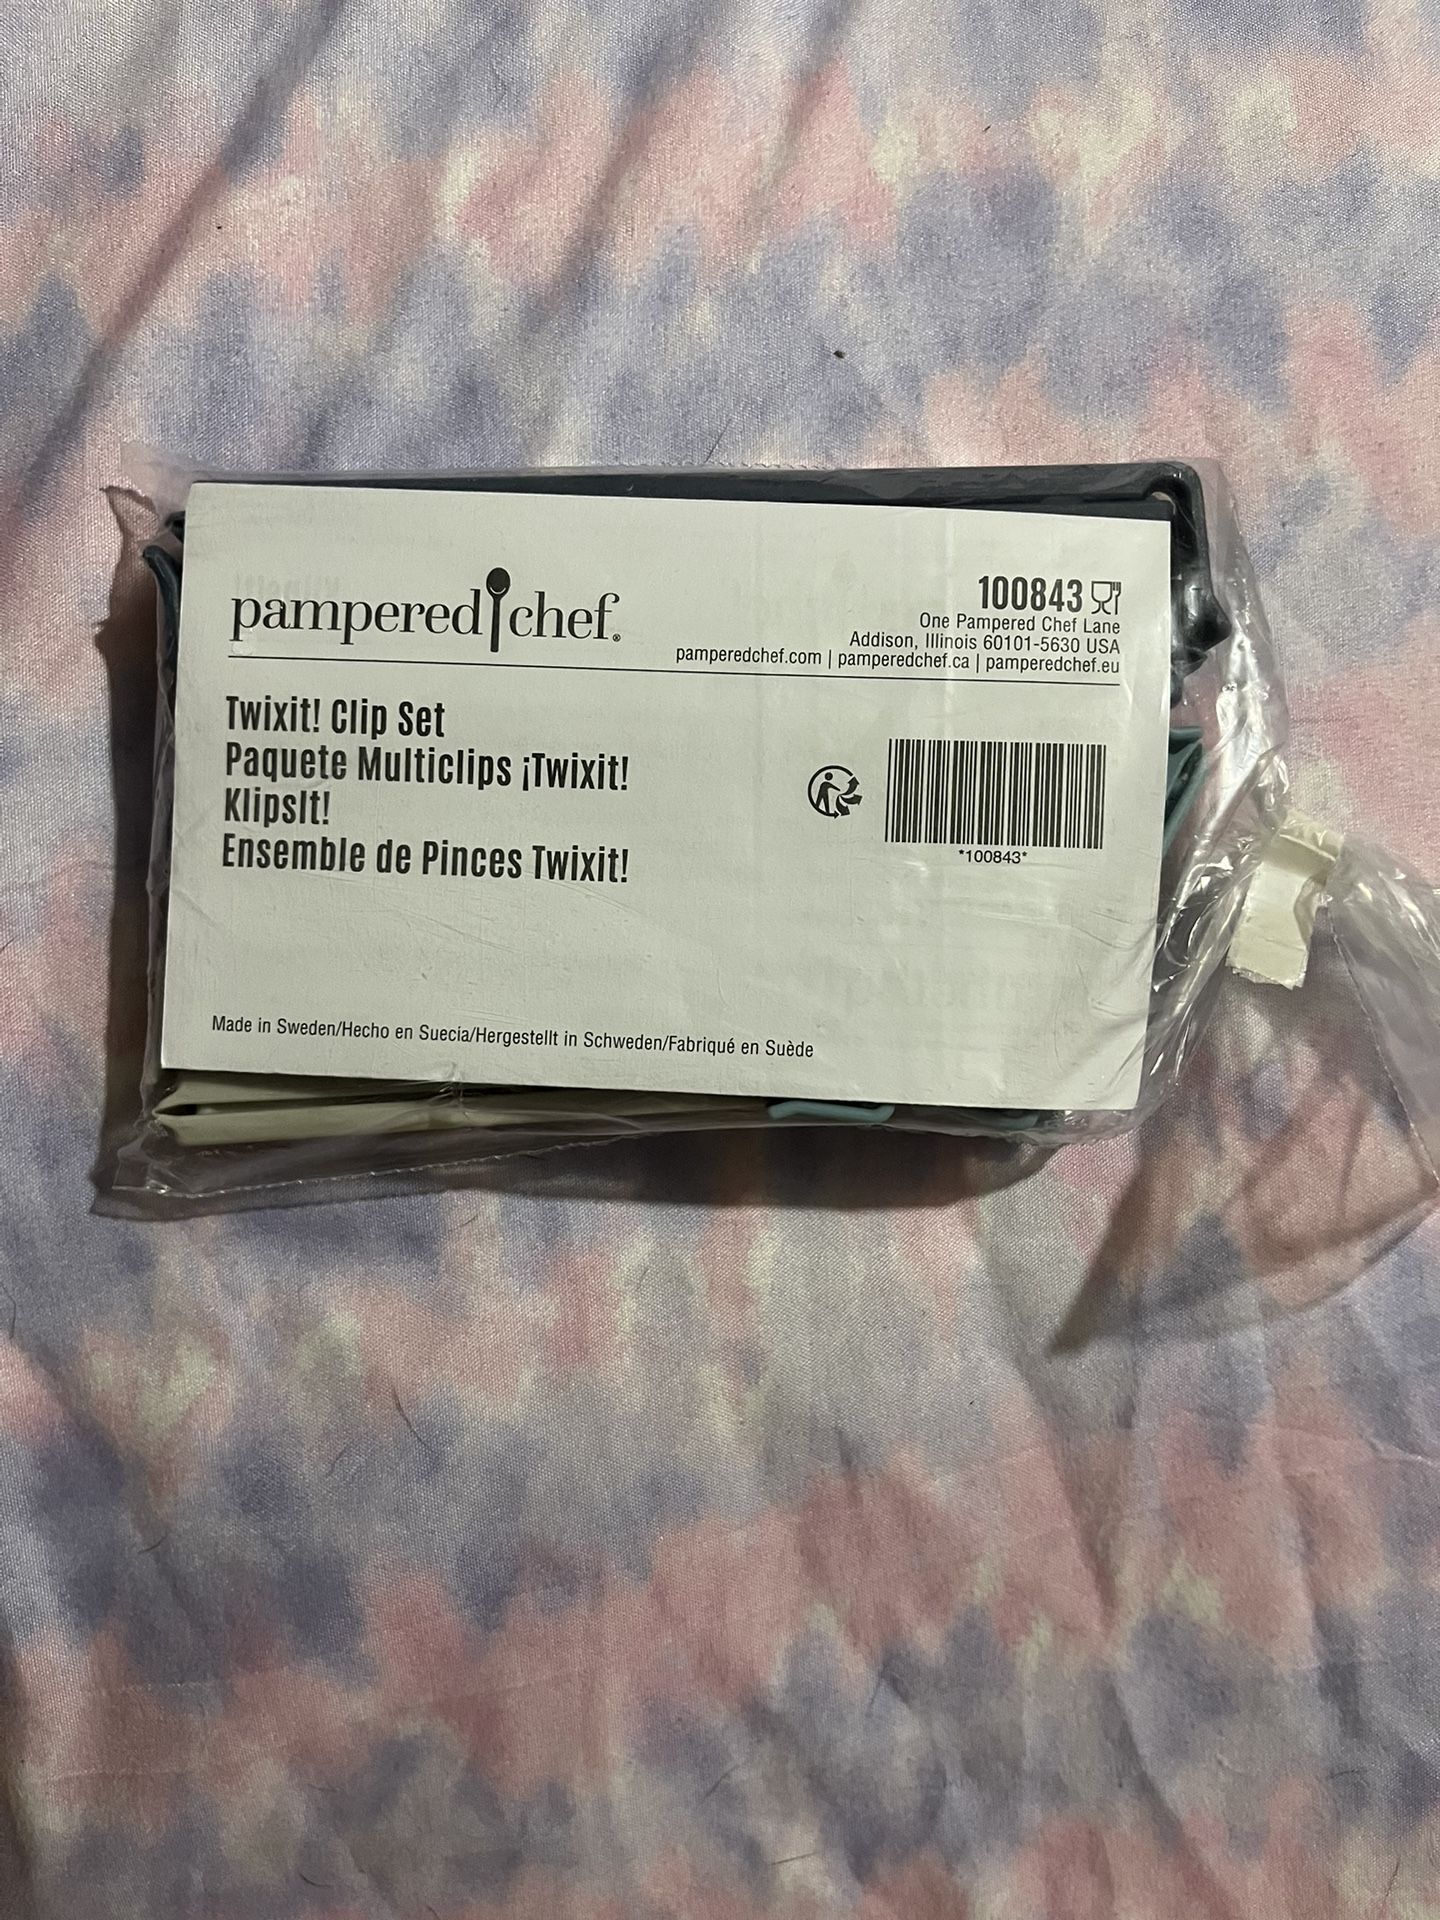 pampered chef®
100843
One Pampered Chef Lane
Addison, Illinois 60101-5630 USA
pamperedchef.com | pamperedchef.ca | pamperedchef.eu
Twixit! Clip Set
Paquete Multiclips ¡Twixit!
KlipsIt!
Ensemble de Pinces Twixit!
*100843*
Made in Sweden/Hecho en Suecia/Hergestellt in Schweden/Fabriqué en Suède